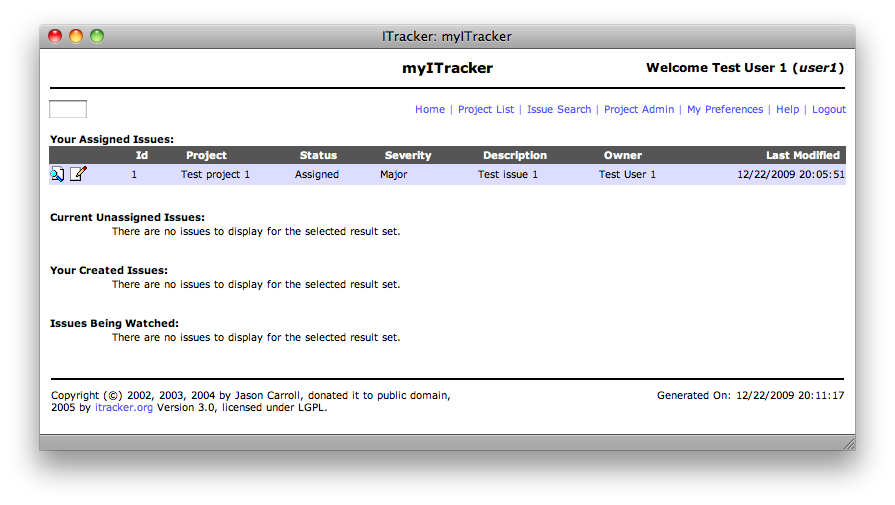 ITracker: myITracker
myITracker Welcome Test User 1 (user1)
Home | Project List | Issue Search | Project Admin | My Preferences | Help | Logout
Your Assigned Issues:
Id Project Status Severity Description Owner Last Modified
1 Test project 1 Assigned Major Test issue 1 Test User 1 12/22/2009 20:05:51
Current Unassigned Issues:
There are no issues to display for the selected result set.
Your Created Issues:
There are no issues to display for the selected result set.
Issues Being Watched:
There are no issues to display for the selected result set.
Copyright (©) 2002, 2003, 2004 by Jason Carroll, donated it to public domain, Generated On: 12/22/2009 20:11:17
2005 by itracker.org Version 3.0, licensed under LGPL.